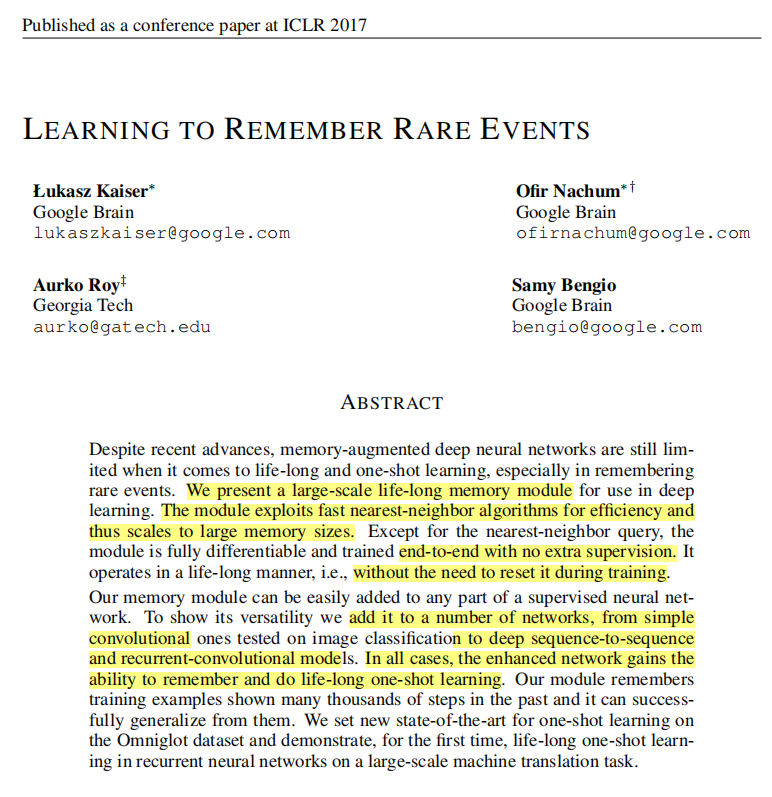 Published as a conference paper at ICLR 2017
LEARNING TO REMEMBER RARE EVENTS
Łukasz Kaiser*
Google Brain
lukaszkaiser@google.com
Ofir Nachum*†
Google Brain
ofirnachum@google.com
Aurko Roy‡
Georgia Tech
aurko@gatech.edu
Samy Bengio
Google Brain
bengio@google.com
ABSTRACT
Despite recent advances, memory-augmented deep neural networks are still lim-
ited when it comes to life-long and one-shot learning, especially in remembering
rare events. We present a large-scale life-long memory module for use in deep
learning. The module exploits fast nearest-neighbor algorithms for efficiency and
thus scales to large memory sizes. Except for the nearest-neighbor query, the
module is fully differentiable and trained end-to-end with no extra supervision. It
operates in a life-long manner, i.e., without the need to reset it during training.
Our memory module can be easily added to any part of a supervised neural net-
work. To show its versatility we add it to a number of networks, from simple
convolutional ones tested on image classification to deep sequence-to-sequence
and recurrent-convolutional models. In all cases, the enhanced network gains the
ability to remember and do life-long one-shot learning. Our module remembers
training examples shown many thousands of steps in the past and it can success-
fully generalize from them. We set new state-of-the-art for one-shot learning on
the Omniglot dataset and demonstrate, for the first time, life-long one-shot learn-
ing in recurrent neural networks on a large-scale machine translation task.